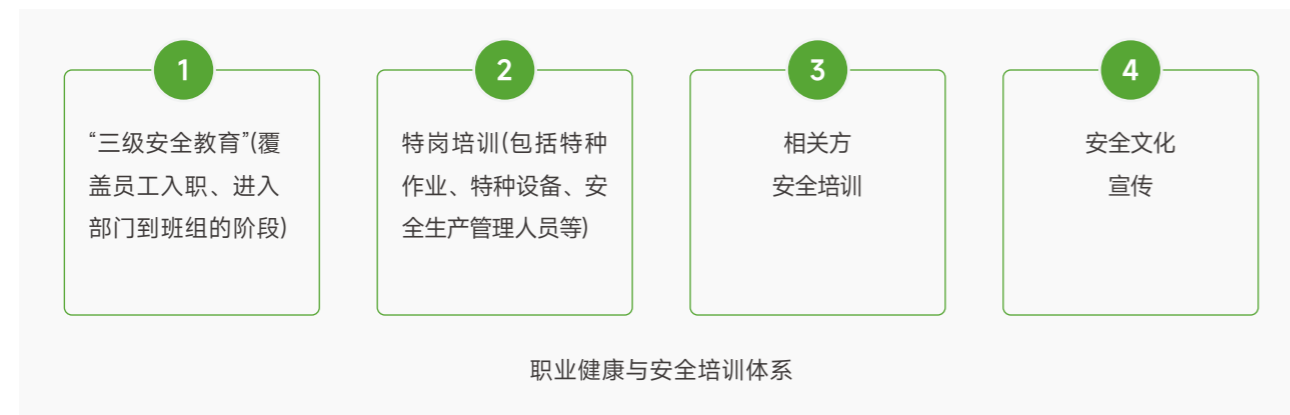 1
“三级安全教育”(覆
盖员工入职、进入
部门到班组的阶段)
2
特岗培训(包括特种
作业、特种设备、安
全生产管理人员等)
3
相关方
安全培训
4
安全文化
宣传
职业健康与安全培训体系